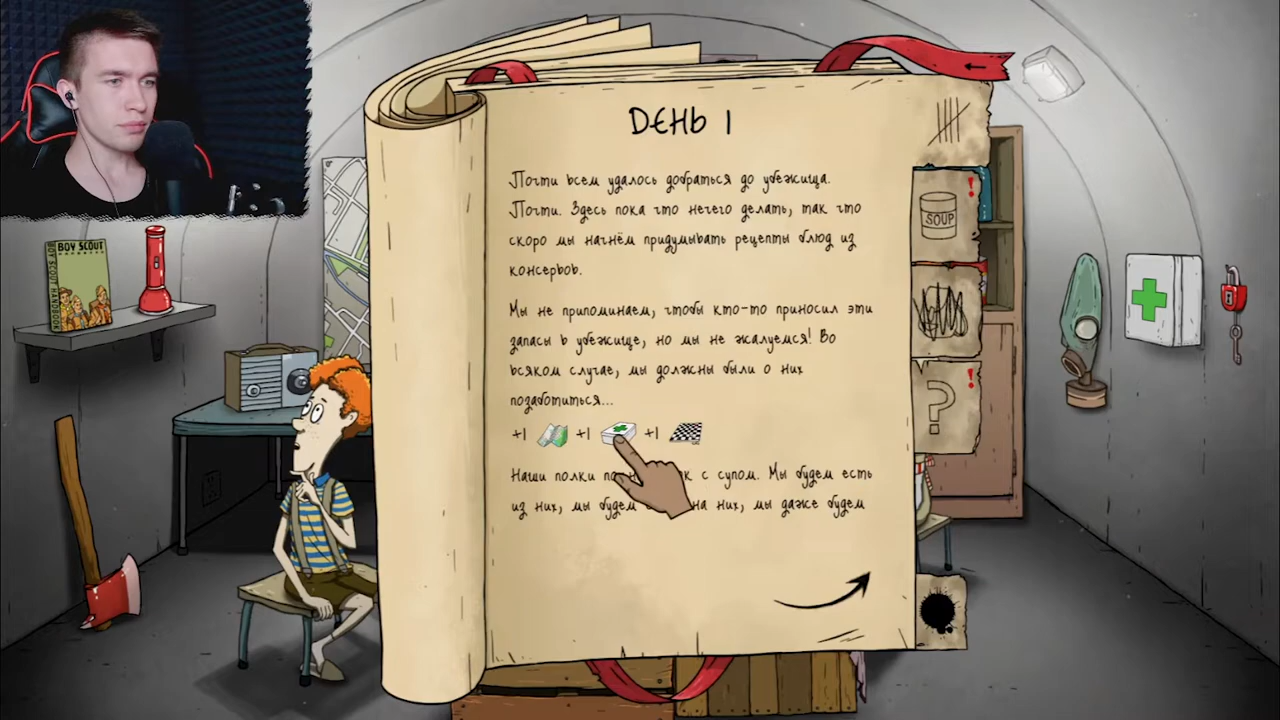 ДЕНЬ 1
Почти всем удалось добраться до убежища.
Почти. Здесь пока что нечего делать, так что
скоро мы начнём придумывать рецепты блюд из
консервов.
Мы не припоминаем, чтобы кто-то приносил эти
запасы в убежище, но мы не жалуемся! Во
всяком случае, мы должны были о них
позаботиться...
+1 +1 +1
Наши полки с супом. Мы будем есть
из них, мы будем на них, мы даже будем
SOUP
?
!
!
BOY SCOUT
BOY SCOUT HANDBOOK